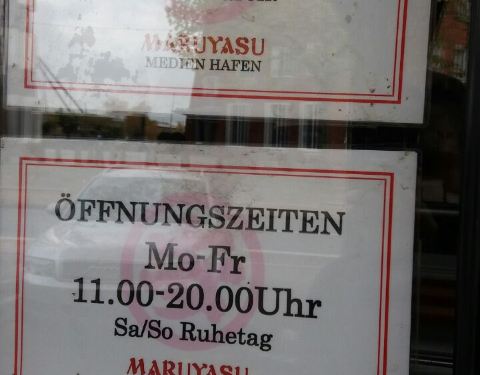 MARUYASU
MEDIEN HAFEN
ÖFFNUNGSZEITEN
Mo-Fr
11.00-20.00Uhr
Sa/So Ruhetag
MARUYASU